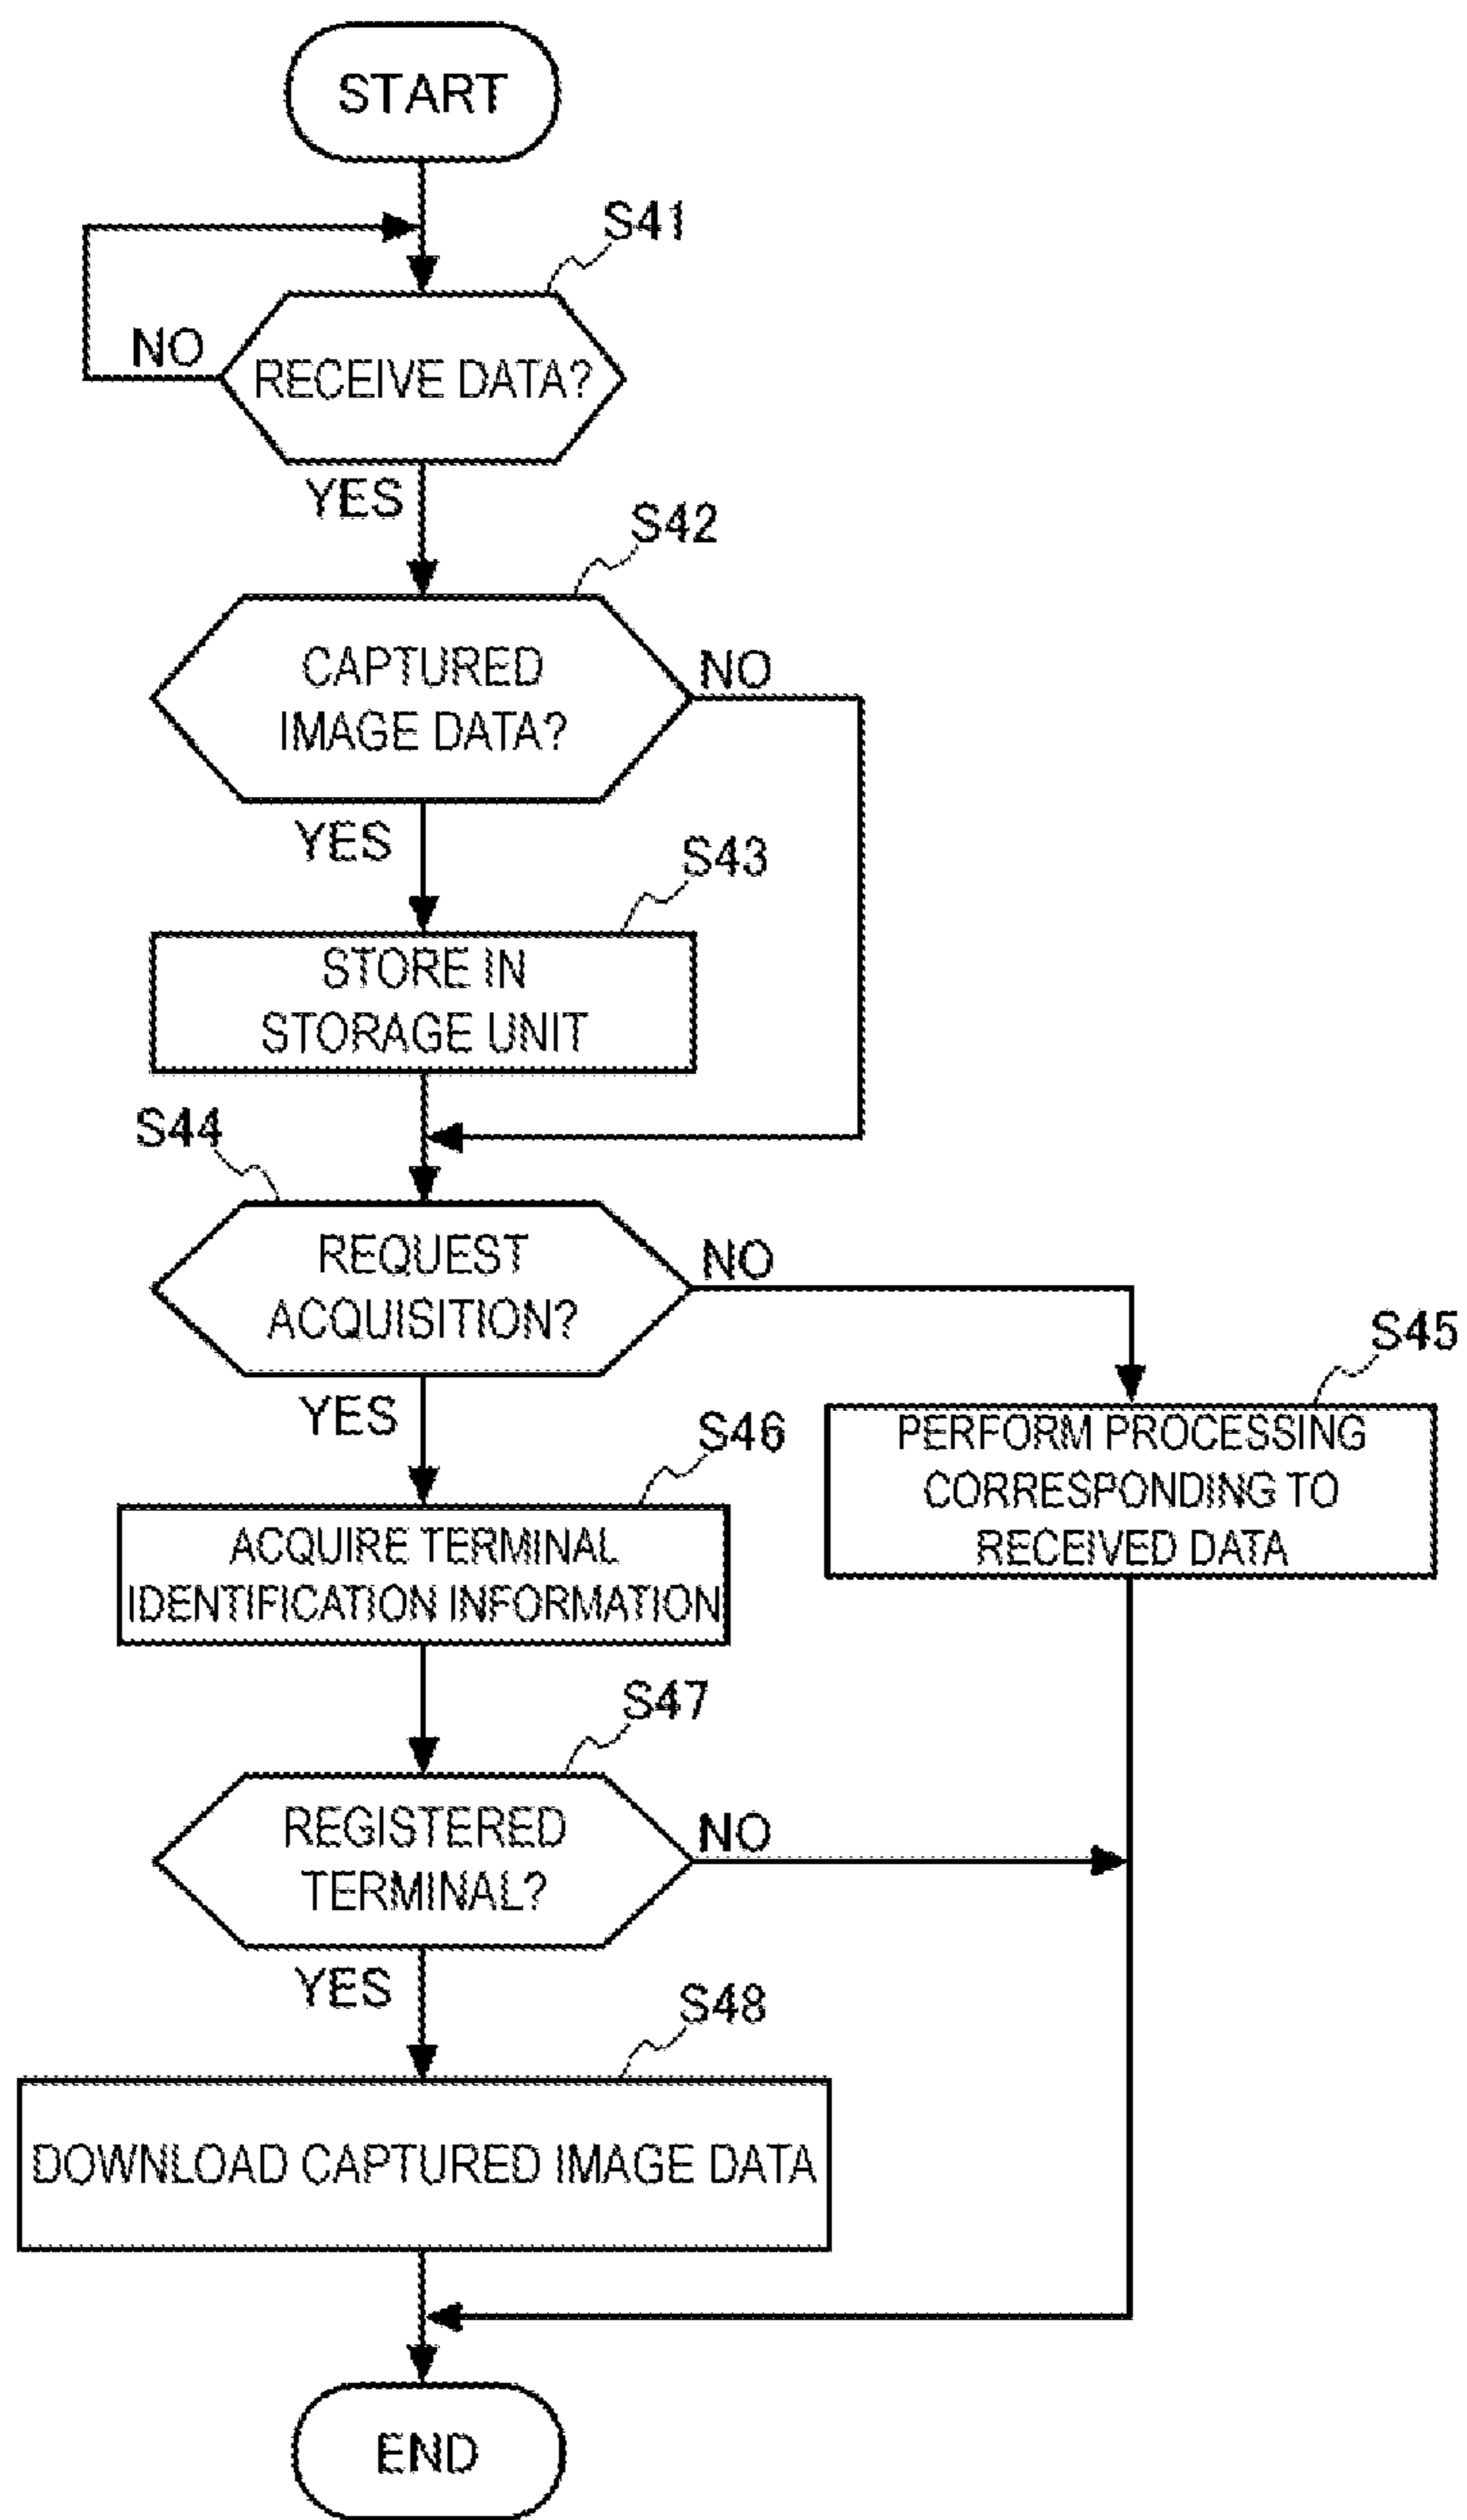 START
S41
NO
RECEIVE DATA?
YES
S42
CAPTURED
IMAGE DATA?
NO
YES
S43
STORE IN
STORAGE UNIT
S44
REQUEST
ACQUISITION?
NO
S45
YES
PERFORM PROCESSING
CORRESPONDING TO
RECEIVED DATA
S46
ACQUIRE TERMINAL
IDENTIFICATION INFORMATION
S47
REGISTERED
TERMINAL?
NO
YES
S48
DOWNLOAD CAPTURED IMAGE DATA
END